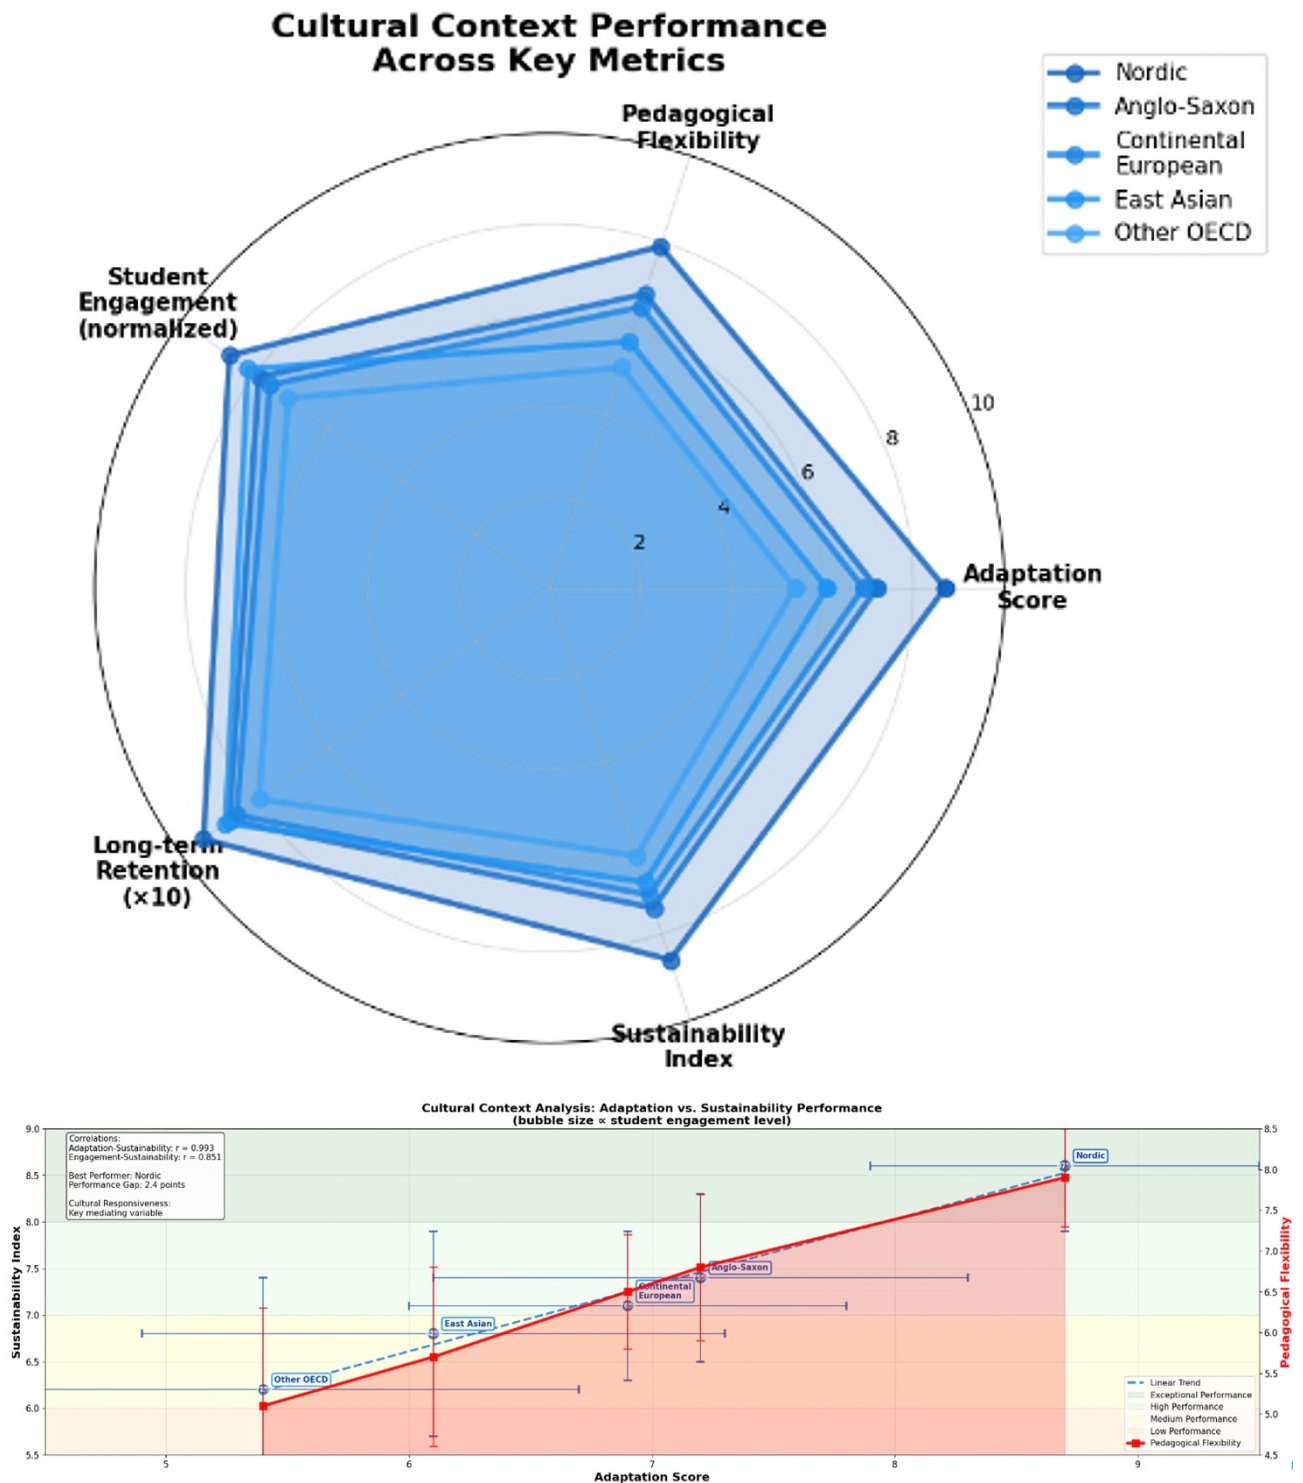 Cultural Context Performance
Across Key Metrics
Nordic
Anglo-Saxon
Continental
European
East Asian
Other OECD
Pedagogical
Flexibility
Student
Engagement
(normalized)
10
8
6
4
2
Adaptation
Score
Long-term
Retention
(×10)
Sustainability
Index
Cultural Context Analysis: Adaptation vs. Sustainability Performance
(bubble size ∝ student engagement level)
Correlations:
Adaptation-Sustainability: r = 0.993
Engagement-Sustainability: r = 0.851
Best Performer: Nordic
Performance Gap: 2.4 points
Cultural Responsiveness:
Key mediating variable
Sustainability Index
9.0
8.5
8.0
7.5
7.0
6.5
6.0
5.5
Nordic
Anglo-Saxon
Continental
European
East Asian
Other OECD
8.5
8.0
7.5
7.0
6.5
6.0
5.5
5.0
4.5
Pedagogical Flexibility
Linear Trend
Exceptional Performance
High Performance
Medium Performance
Low Performance
Pedagogical Flexibility
5
6
7
8
9
Adaptation Score